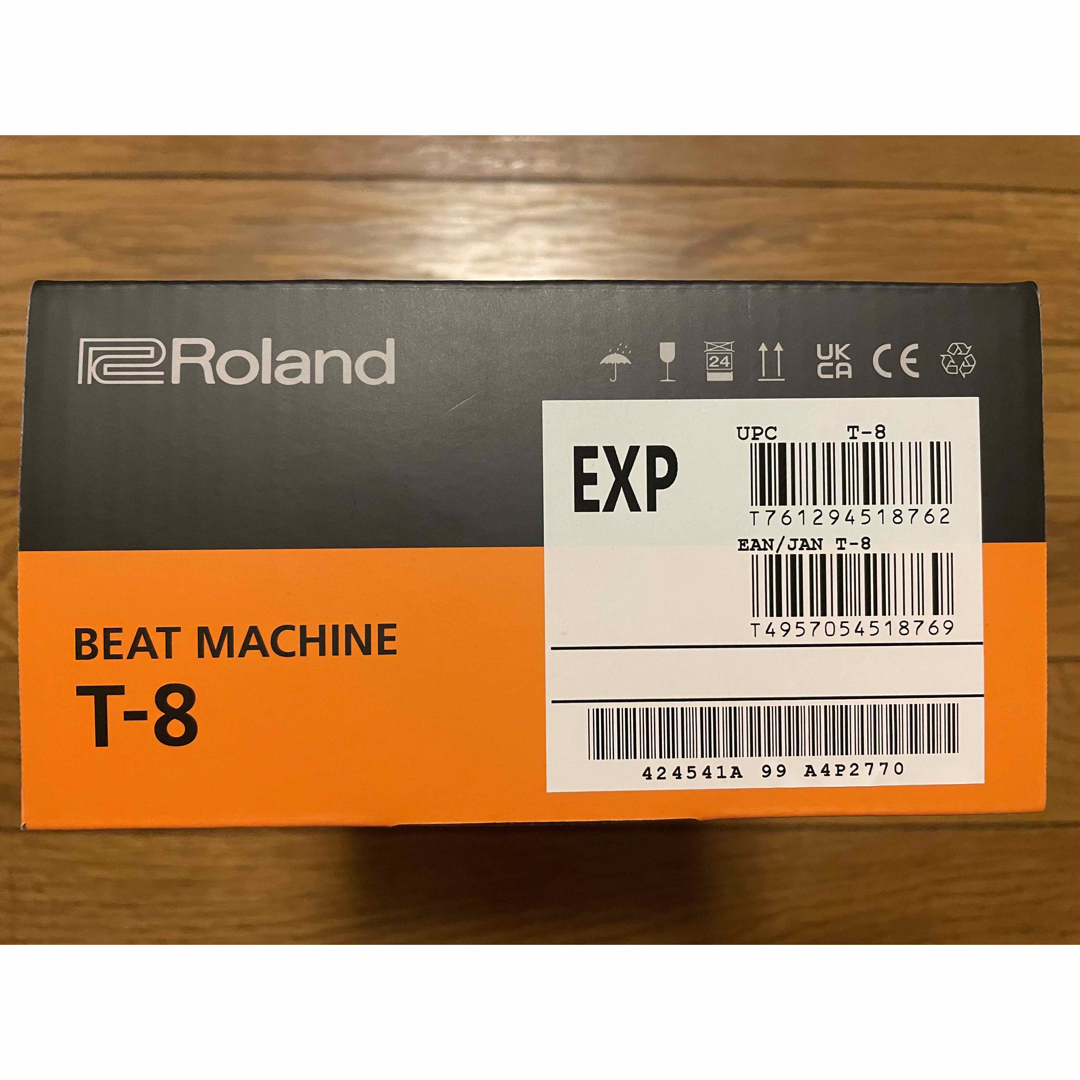 Roland
24
UK
CA
CE
EXP
UPC T-8
T761294518762
EAN/JAN T-8
T4957054518769
BEAT MACHINE
T-8
424541A 99 A4P2770